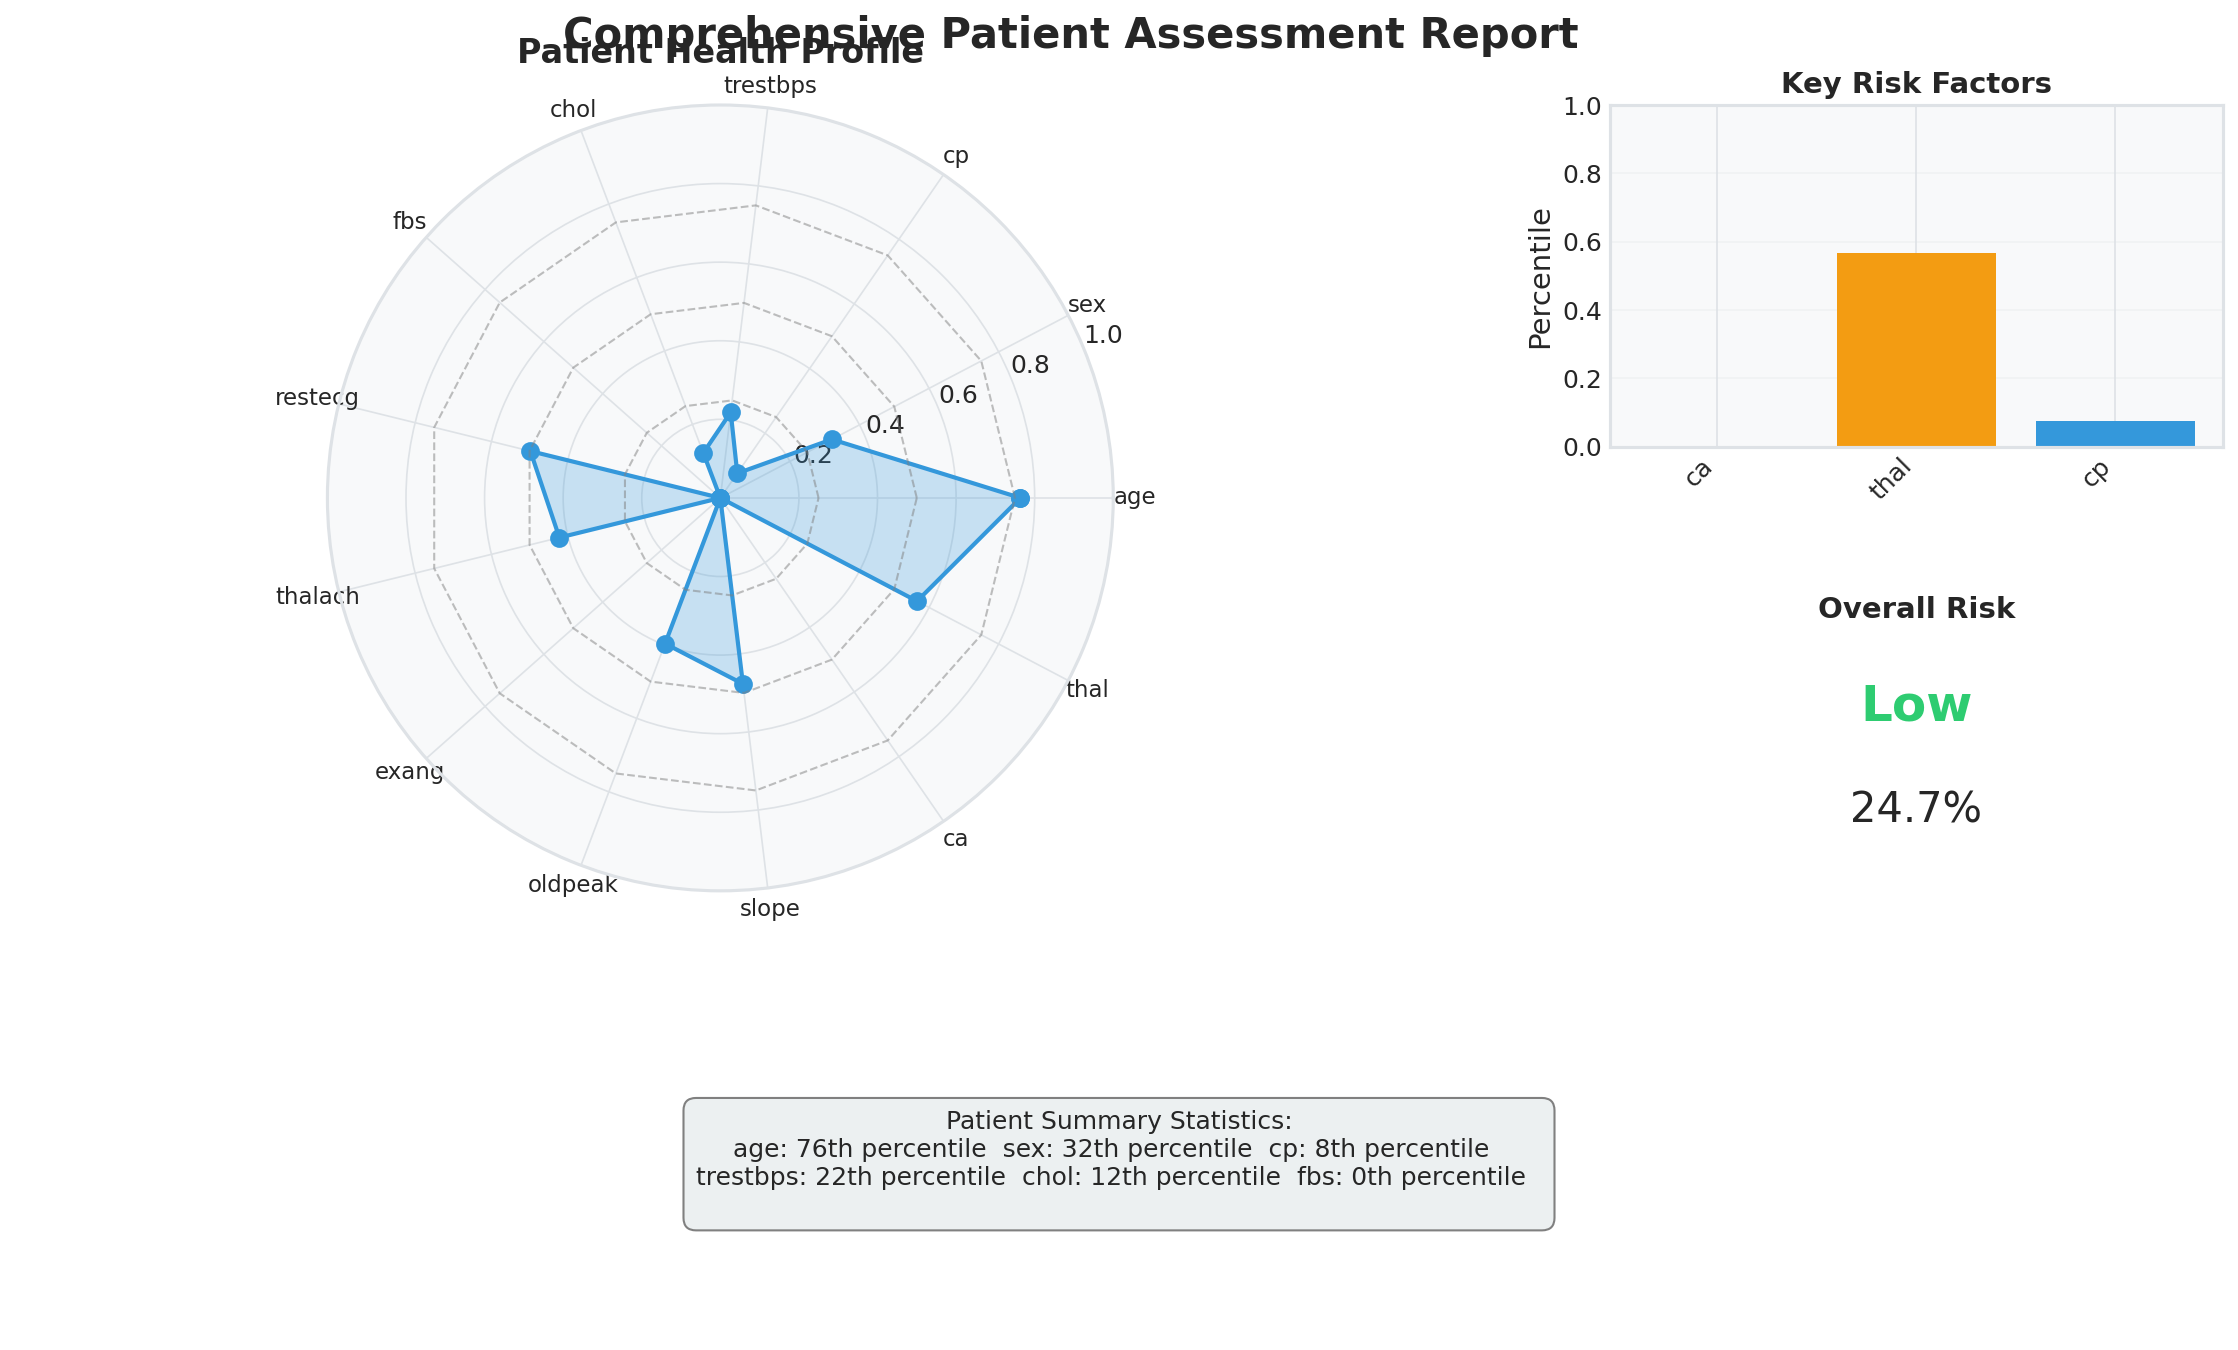 Comprehensive Patient Assessment Report
Patient Health Profile
trestbps
chol
cp
fbs
sex
restecg
age
thalach
thal
exang
ca
oldpeak
slope
1.0
0.8
0.6
0.4
0.2
Key Risk Factors
Percentile
1.0
0.8
0.6
0.4
0.2
0.0
ca
thal
cp
Overall Risk
Low
24.7%
Patient Summary Statistics:
age: 76th percentile  sex: 32th percentile  cp: 8th percentile
trestbps: 22th percentile  chol: 12th percentile  fbs: 0th percentile